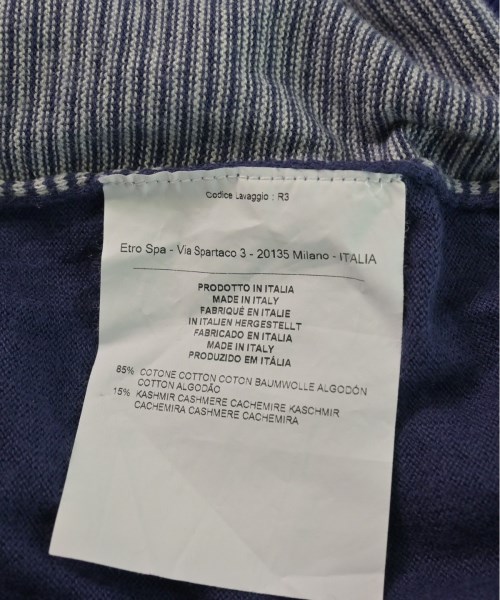 Codice Lavaggio : R3
Etro Spa - Via Spartaco 3 - 20135 Milano - ITALIA
PRODOTTO IN ITALIA
MADE IN ITALY
FABRIQUÉ EN ITALIE
IN ITALIEN HERGESTELLT
FABRICADO EN ITALIA
MADE IN ITALY
PRODUZIDO EM ITÁLIA
85% COTONE COTTON COTON BAUMWOLLE ALGODÓN
COTTON ALGODÃO
15% KASHMIR CASHMERE CACHEMIRE KASCHMIR
CACHEMIRA CASHMERE CACHEMIRA